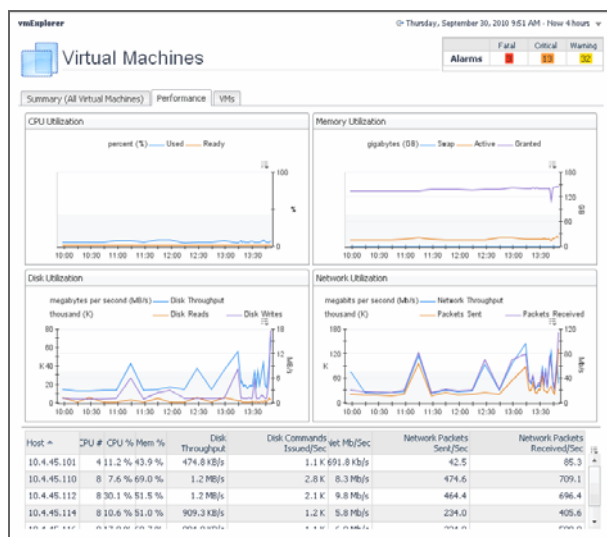 vmExplorer
Thursday, September 30, 2010 9:51 AM - Now 4 hours
Virtual Machines
Fatal Critical Warning
Alarms 3 13 32
Summary (All Virtual Machines) Performance VMs
CPU Utilization
percent (%) Used Ready
100
%
0
10:00 10:30 11:00 11:30 12:00 12:30 13:00 13:30
Memory Utilization
gigabytes (GB) Swap Active Granted
180
120
60
0
GB
10:00 10:30 11:00 11:30 12:00 12:30 13:00 13:30
Disk Utilization
megabytes per second (MB/s) Disk Throughput
thousand (K) Disk Reads Disk Writes
80
60
40
20
0
K
18
12
6
0
MB/s
10:00 10:30 11:00 11:30 12:00 12:30 13:00 13:30
Network Utilization
megabits per second (Mb/s) Network Throughput
thousand (K) Packets Sent Packets Received
180
120
60
0
K
120
80
40
0
Mb/s
10:00 10:30 11:00 11:30 12:00 12:30 13:00 13:30
Host CPU # CPU % Mem % Disk Throughput Disk Commands Issued/Sec Net Mb/Sec Network Packets Sent/Sec Network Packets Received/Sec
10.4.45.101 4 11.2 % 43.9 % 474.8 KB/s 1.1 K 691.8 Kb/s 42.5 85.3
10.4.45.110 8 7.6 % 69.0 % 1.2 MB/s 2.8 K 8.3 Mb/s 474.6 709.1
10.4.45.112 8 30.1 % 51.5 % 1.2 MB/s 2.1 K 9.8 Mb/s 464.4 696.4
10.4.45.114 8 10.6 % 51.0 % 909.3 KB/s 1.2 K 5.8 Mb/s 234.0 405.6